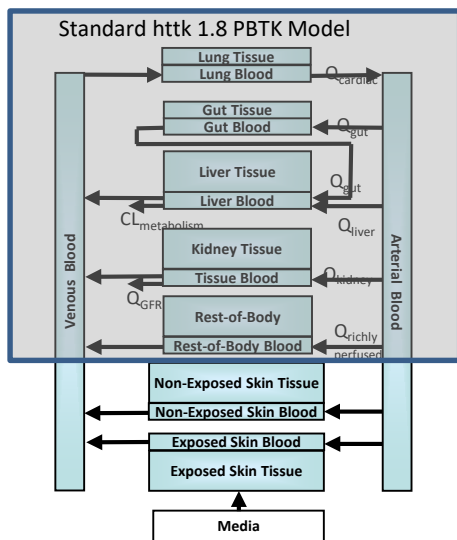 Standard httk 1.8 PBTK Model
Lung Tissue
Lung Blood
Qcardiac
Gut Tissue
Gut Blood
Qgut
Liver Tissue
Qgut
Liver Blood
CLmetabolism
Qliver
Kidney Tissue
Tissue Blood
Qkidney
QGFR
Rest-of-Body
Rest-of-Body Blood
Qrichly
perfused
Venous Blood
Arterial Blood
Non-Exposed Skin Tissue
Non-Exposed Skin Blood
Exposed Skin Blood
Exposed Skin Tissue
Media